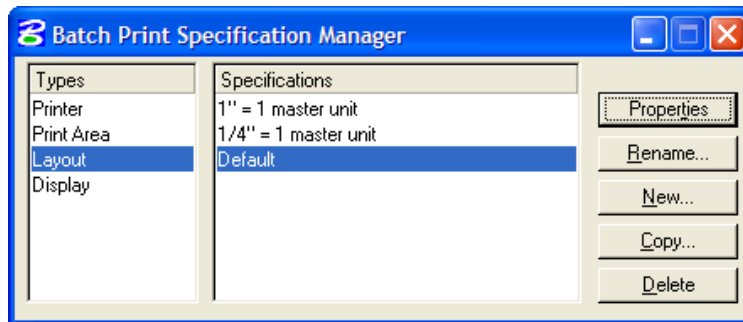 Batch Print Specification Manager
Types
Specifications
Printer
Print Area
Layout
Display
1" = 1 master unit
1/4" = 1 master unit
Default
Properties
Rename...
New...
Copy...
Delete